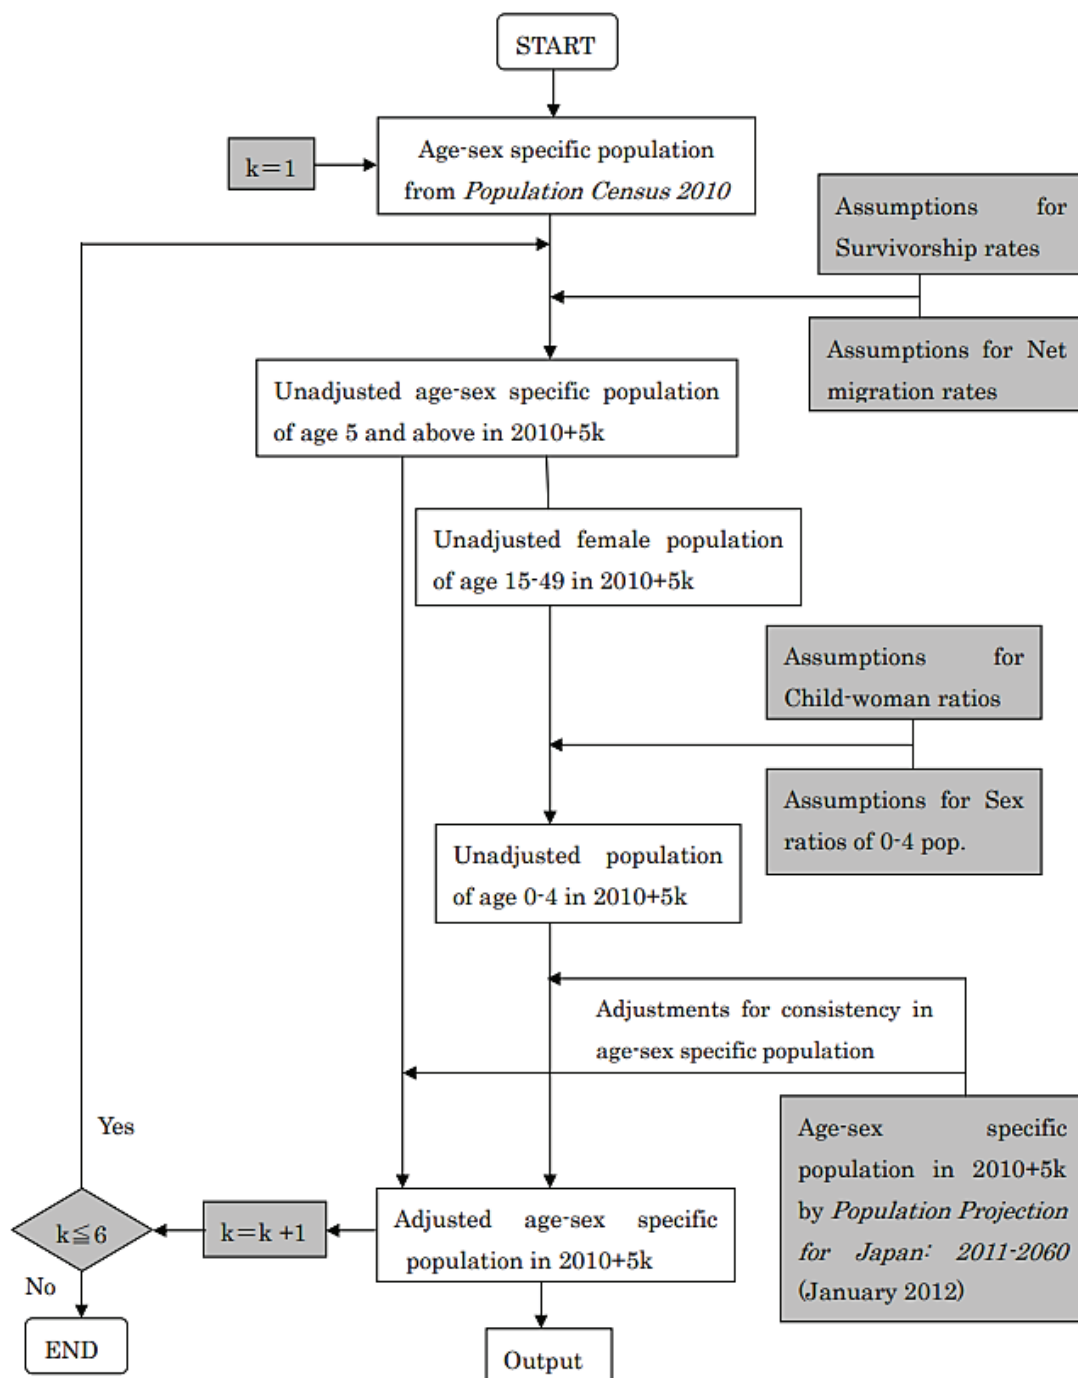 START
k＝1
Age-sex specific population
from Population Census 2010
Assumptions for
Survivorship rates
Assumptions for Net
migration rates
Unadjusted age-sex specific population
of age 5 and above in 2010+5k
Unadjusted female population
of age 15-49 in 2010+5k
Assumptions for
Child-woman ratios
Assumptions for Sex
ratios of 0-4 pop.
Unadjusted population
of age 0-4 in 2010+5k
Adjustments for consistency in
age-sex specific population
Age-sex specific
population in 2010+5k
by Population Projection
for Japan: 2011-2060
(January 2012)
Yes
k≦6
k＝k +1
Adjusted age-sex specific
population in 2010+5k
No
END
Output